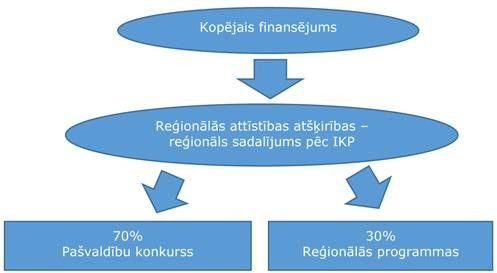 Kopējais finansējums
Reģionālās attīstības atšķirības –
reģionāls sadalījums pēc IKP
70%
Pašvaldību konkurss
30%
Reģionālās programmas